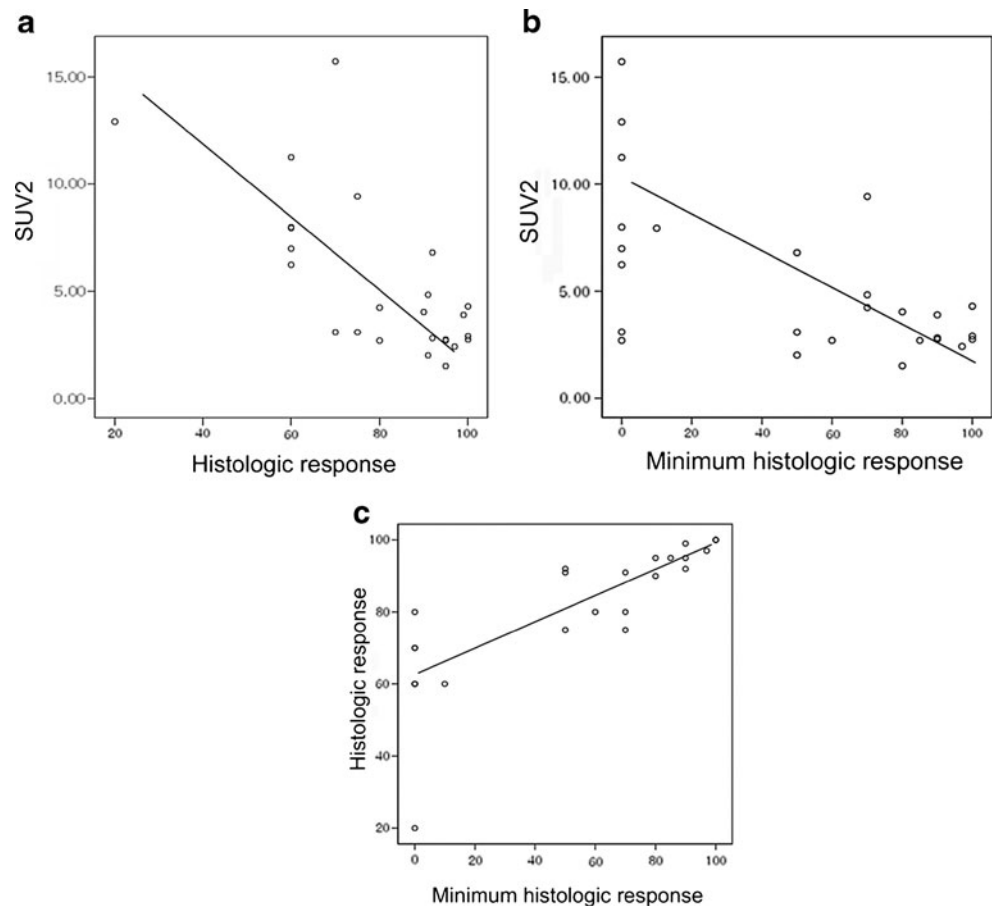 a
SUV2
15.00
10.00
5.00
0.00
20 40 60 80 100
Histologic response
b
SUV2
15.00
10.00
5.00
0.00
0 20 40 60 80 100
Minimum histologic response
c
Histologic response
100
80
60
40
20
0 20 40 60 80 100
Minimum histologic response